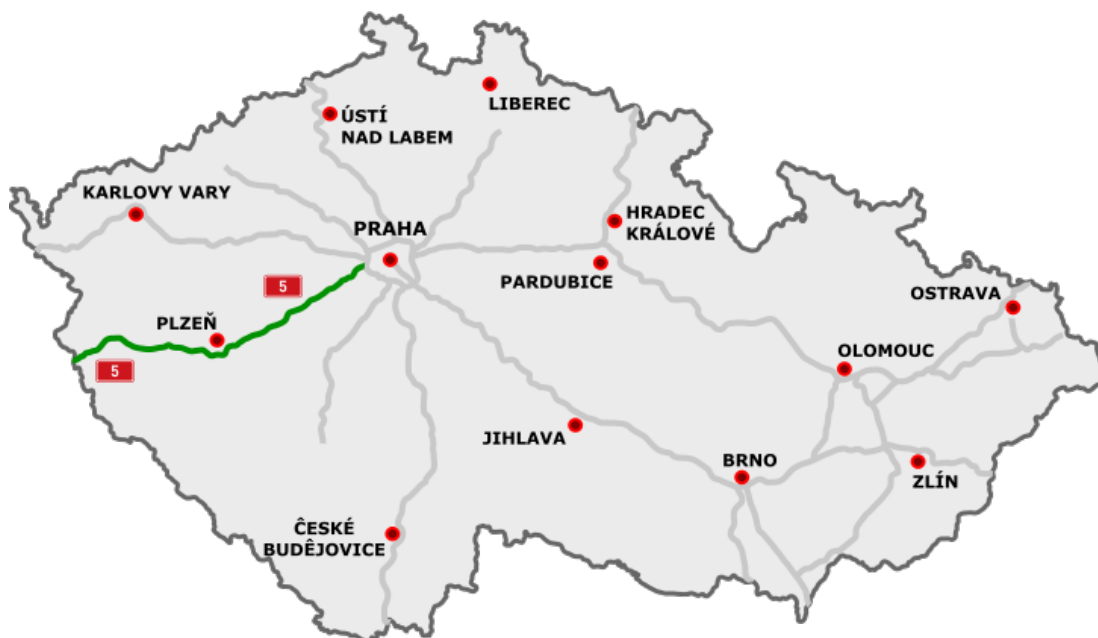 LIBEREC
ÚSTÍ
NAD LABEM
KARLOVY VARY
HRADEC
KRÁLOVÉ
PRAHA
PARDUBICE
5
OSTRAVA
PLZEŇ
OLOMOUC
5
JIHLAVA
BRNO
ZLÍN
ČESKÉ
BUDĚJOVICE